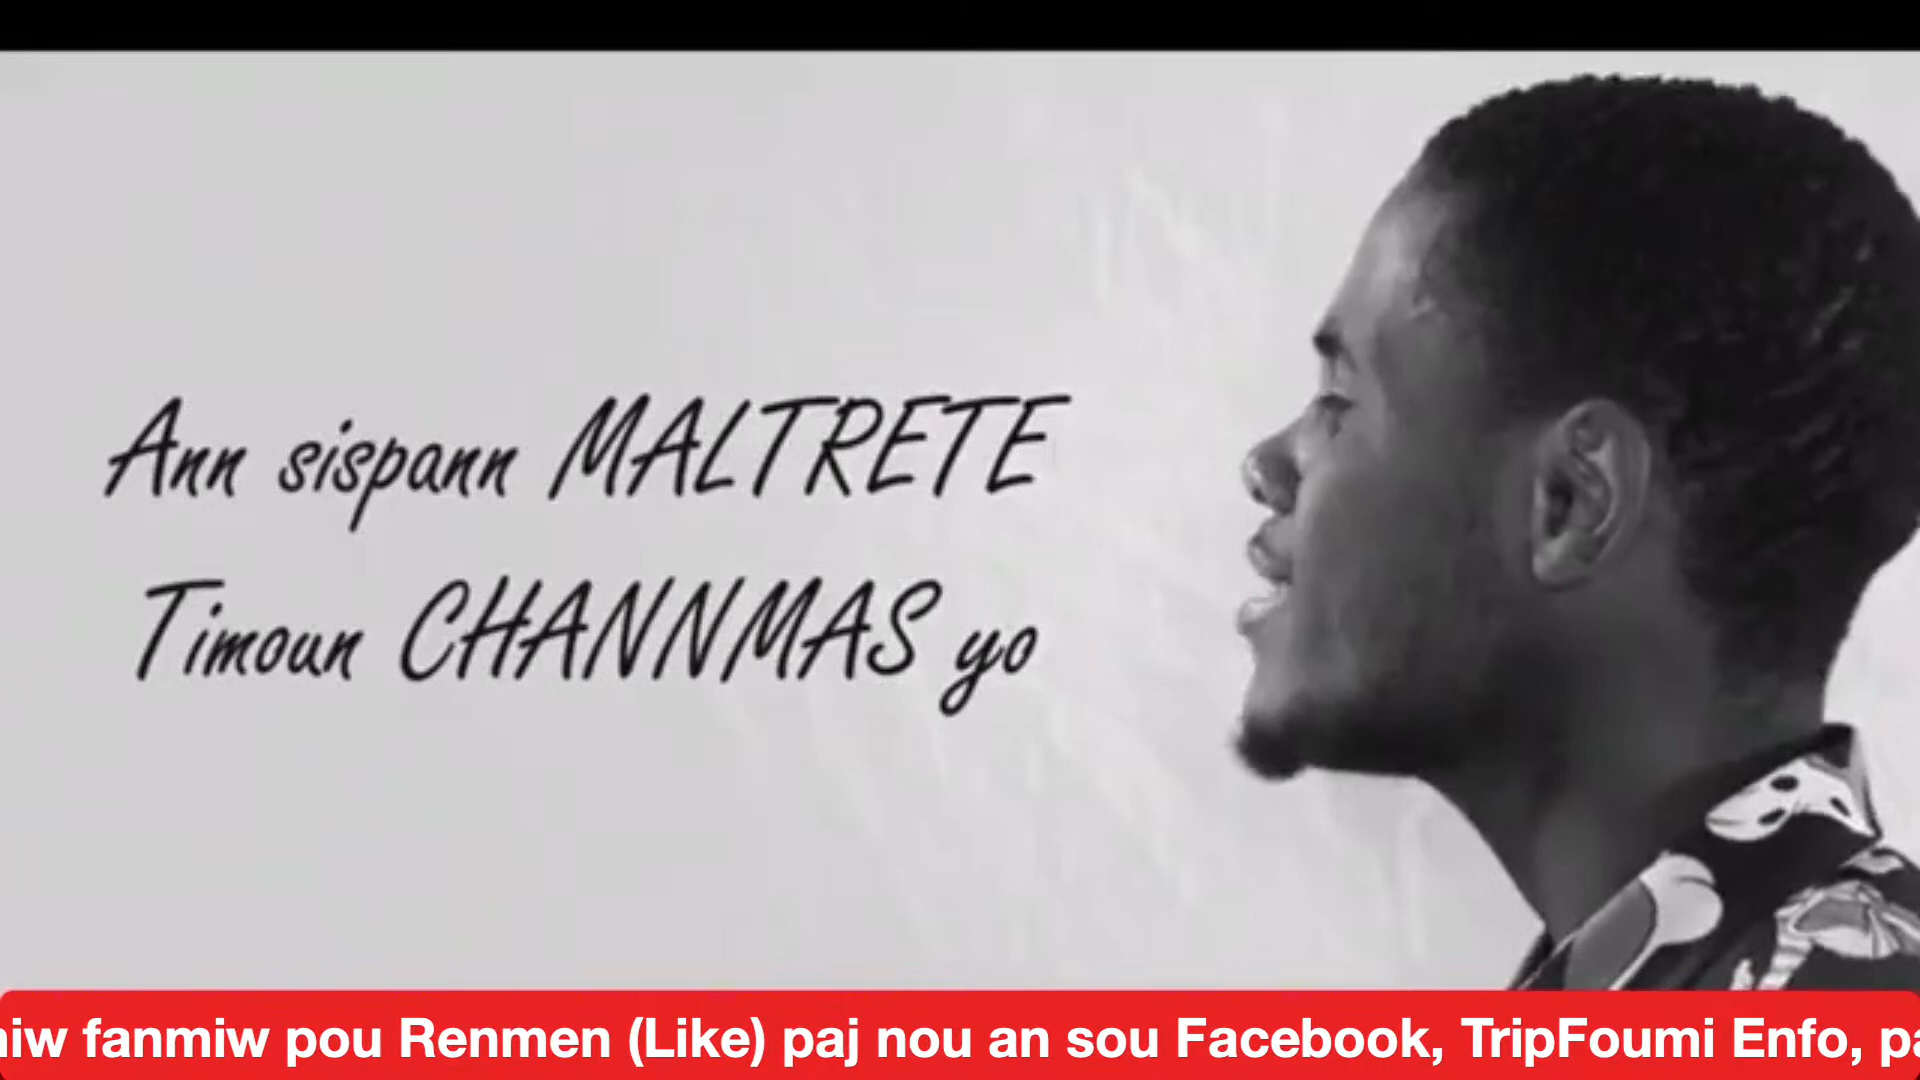 Ann sispann MALTRETE
Timoun CHANNMAS yo
fanmiw pou Renmen (Like) paj nou an sou Facebook, TripFoumi Enfo,